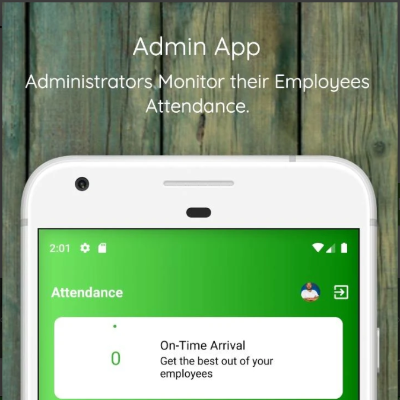 Admin App
Administrators Monitor their Employees
Attendance.
2:01
Attendance
0
On-Time Arrival
Get the best out of your
employees